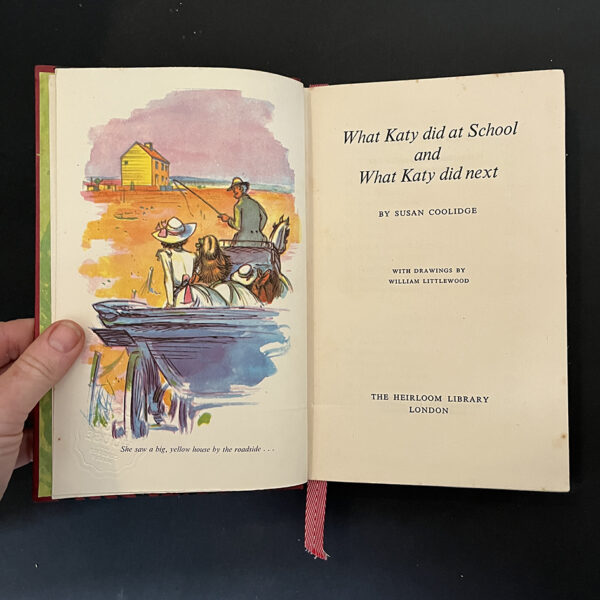 She saw a big, yellow house by the roadside . . .
What Katy did at School
and
What Katy did next
BY SUSAN COOLIDGE
WITH DRAWINGS BY
WILLIAM LITTLEWOOD
THE HEIRLOOM LIBRARY
LONDON